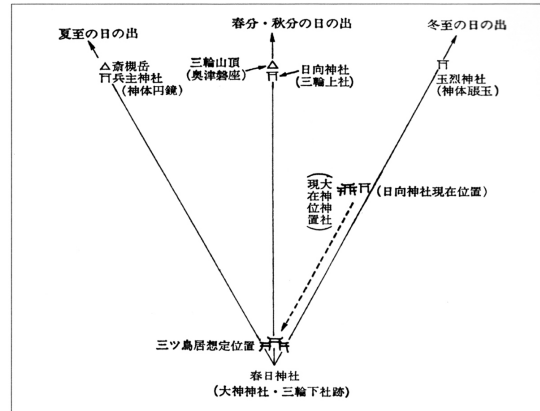 春分・秋分の日の出
夏至の日の出
冬至の日の出
斎槻岳
兵主神社
(神体円鏡)
三輪山頂
(奥津磐座)
日向神社
(三輪上社)
玉烈神社
(神体赧玉)
(大神神社
現在位置)
(日向神社現在位置)
三ツ鳥居想定位置
春日神社
(大神神社・三輪下社跡)